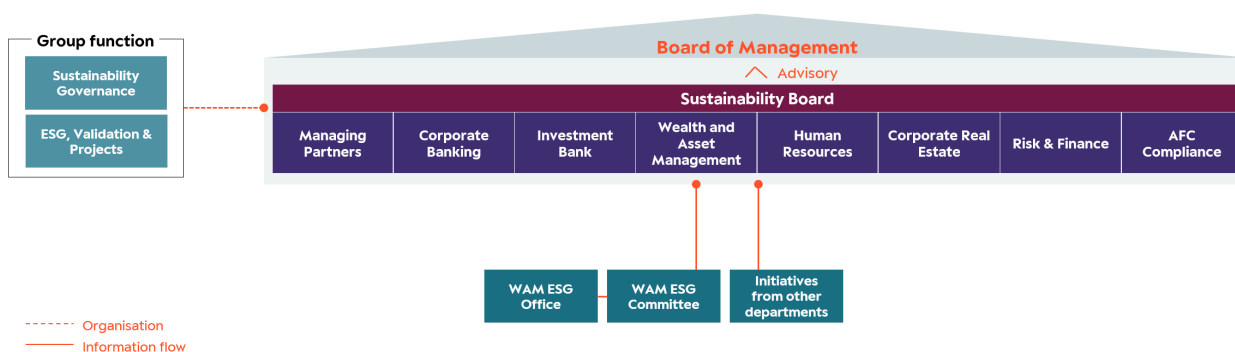 Group function
Sustainability
Governance
ESG, Validation &
Projects
Board of Management
Advisory
Sustainability Board
Managing
Partners
Corporate
Banking
Investment
Bank
Wealth and
Asset
Management
Human
Resources
Corporate Real
Estate
Risk & Finance
AFC
Compliance
WAM ESG
Office
WAM ESG
Committee
Initiatives
from other
departments
Organisation
Information flow